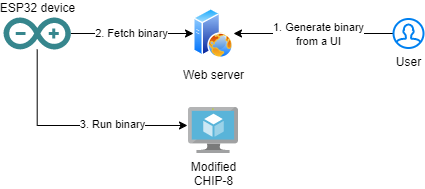 ESP32 device
2. Fetch binary
1. Generate binary
from a UI
Web server
User
3. Run binary
Modified
CHIP-8